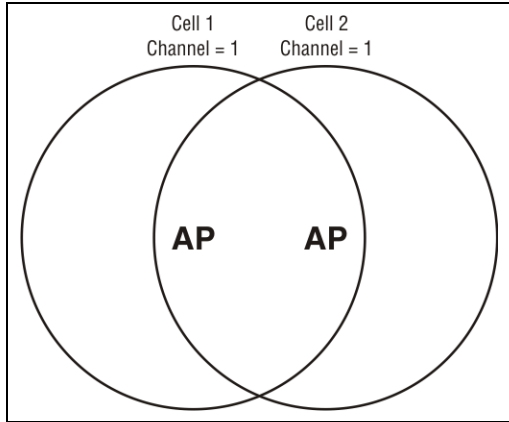 Cell 1
Channel = 1
Cell 2
Channel = 1
AP
AP